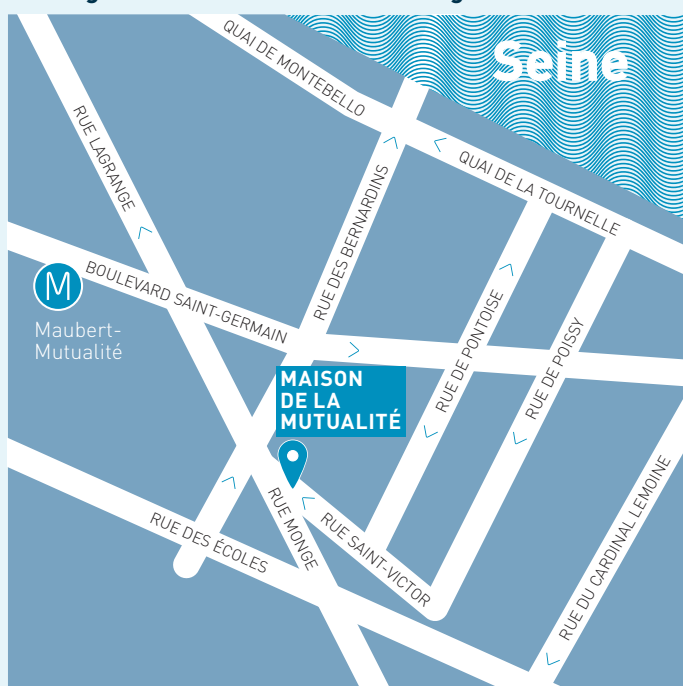 Seine
QUAI DE MONTEBELLO
QUAI DE LA TOURNELLE
RUE LAGRANGE
RUE DES BERNARDINS
BOULEVARD SAINT-GERMAIN
M
Maubert-
Mutualité
RUE DE PONTOISE
RUE DE POISSY
MAISON
DE LA
MUTUALITÉ
RUE MONGE
RUE SAINT-VICTOR
RUE DES ÉCOLES
RUE DU CARDINAL LEMOINE